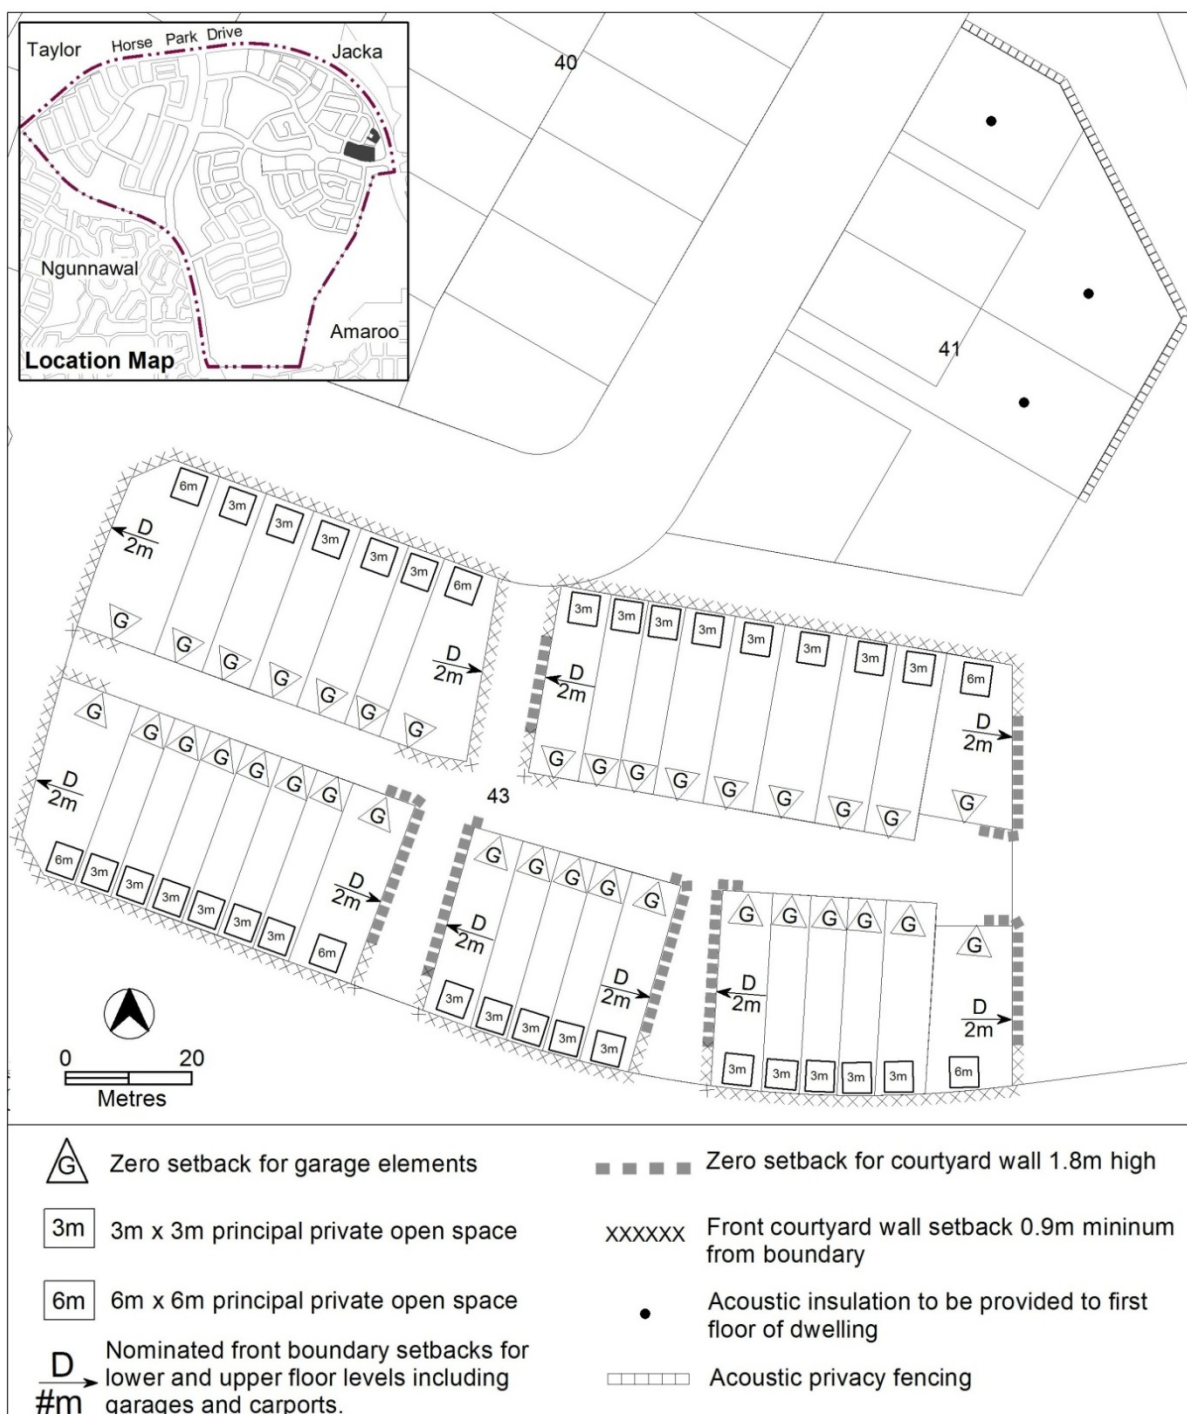 Taylor
Horse Park Drive
Jacka
Ngunnawal
Amaroo
Location Map
40
41
6m
3m
3m
3m
3m
3m
6m
D
2m
D
2m
G
G
G
G
G
G
G
3m
3m
3m
3m
3m
3m
3m
3m
6m
D
2m
D
2m
G
G
G
G
G
G
G
G
G
43
G
G
G
G
G
G
G
G
D
2m
D
2m
6m
3m
3m
3m
3m
3m
3m
6m
G
G
G
G
G
D
2m
D
2m
3m
3m
3m
3m
3m
G
G
G
G
G
G
D
2m
D
2m
3m
3m
3m
3m
3m
6m
0 20
Metres
G Zero setback for garage elements
3m 3m x 3m principal private open space
6m 6m x 6m principal private open space
D
#m
Nominated front boundary setbacks for
lower and upper floor levels including
garages and carports.
Zero setback for courtyard wall 1.8m high
XXXXXX Front courtyard wall setback 0.9m mininum
from boundary
Acoustic insulation to be provided to first
floor of dwelling
Acoustic privacy fencing